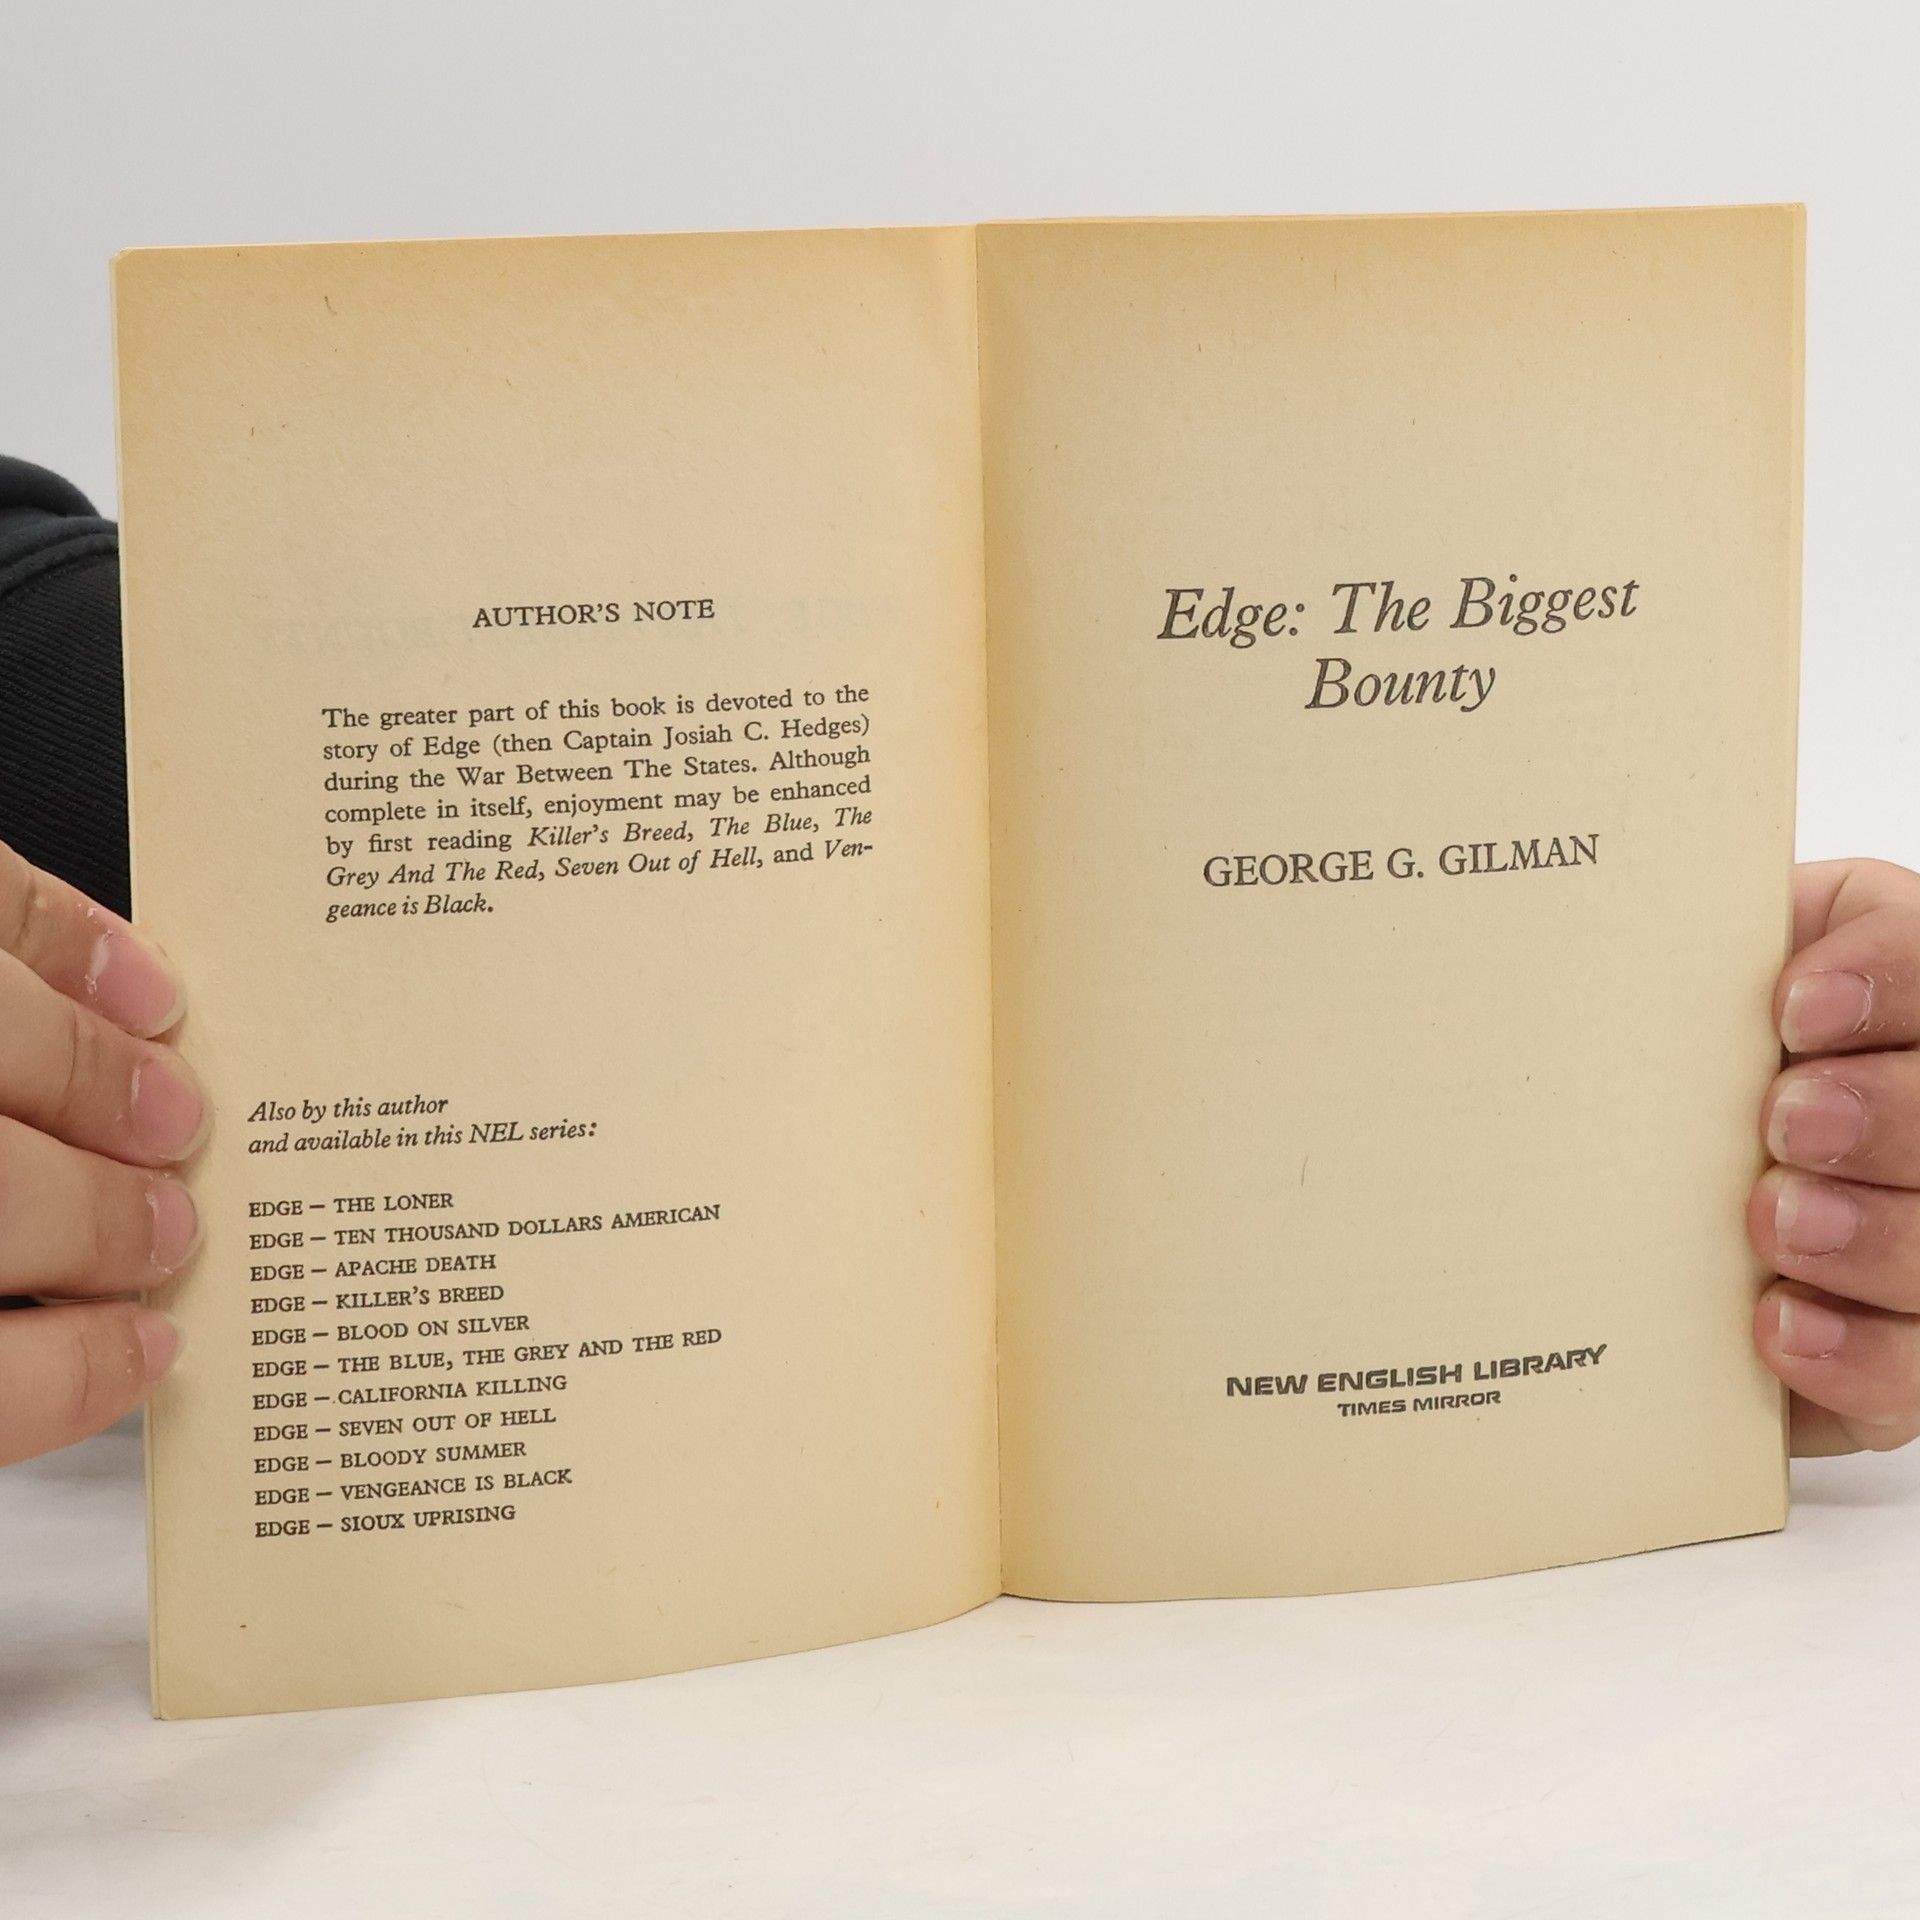 AUTHOR'S NOTE
The greater part of this book is devoted to the
story of Edge (then Captain Josiah C. Hedges)
during the War Between The States. Although
complete in itself, enjoyment may be enhanced
by first reading Killer's Breed, The Blue, The
Grey And The Red, Seven Out of Hell, and Ven-
geance is Black.
Also by this author
and available in this NEL series:
EDGE – THE LONER
EDGE – TEN THOUSAND DOLLARS AMERICAN
EDGE – APACHE DEATH
EDGE – KILLER'S BREED
EDGE – BLOOD ON SILVER
EDGE – THE BLUE, THE GREY AND THE RED
EDGE – CALIFORNIA KILLING
EDGE – SEVEN OUT OF HELL
EDGE – BLOODY SUMMER
EDGE – VENGEANCE IS BLACK
EDGE – SIOUX UPRISING
Edge: The Biggest
Bounty
GEORGE G. GILMAN
NEW ENGLISH LIBRARY
TIMES MIRROR